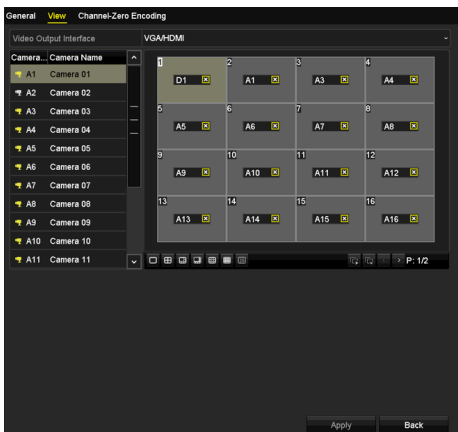 General View Channel-Zero Encoding
Video Output Interface VGA/HDMI
Camera... Camera Name
A1 Camera 01
A2 Camera 02
A3 Camera 03
A4 Camera 04
A5 Camera 05
A6 Camera 06
A7 Camera 07
A8 Camera 08
A9 Camera 09
A10 Camera 10
A11 Camera 11
1 2 3 4
D1 A1 A3 A4
5 6 7 8
A5 A6 A7 A8
9 10 11 12
A9 A10 A11 A12
13 14 15 16
A13 A14 A15 A16
P: 1/2
Apply Back